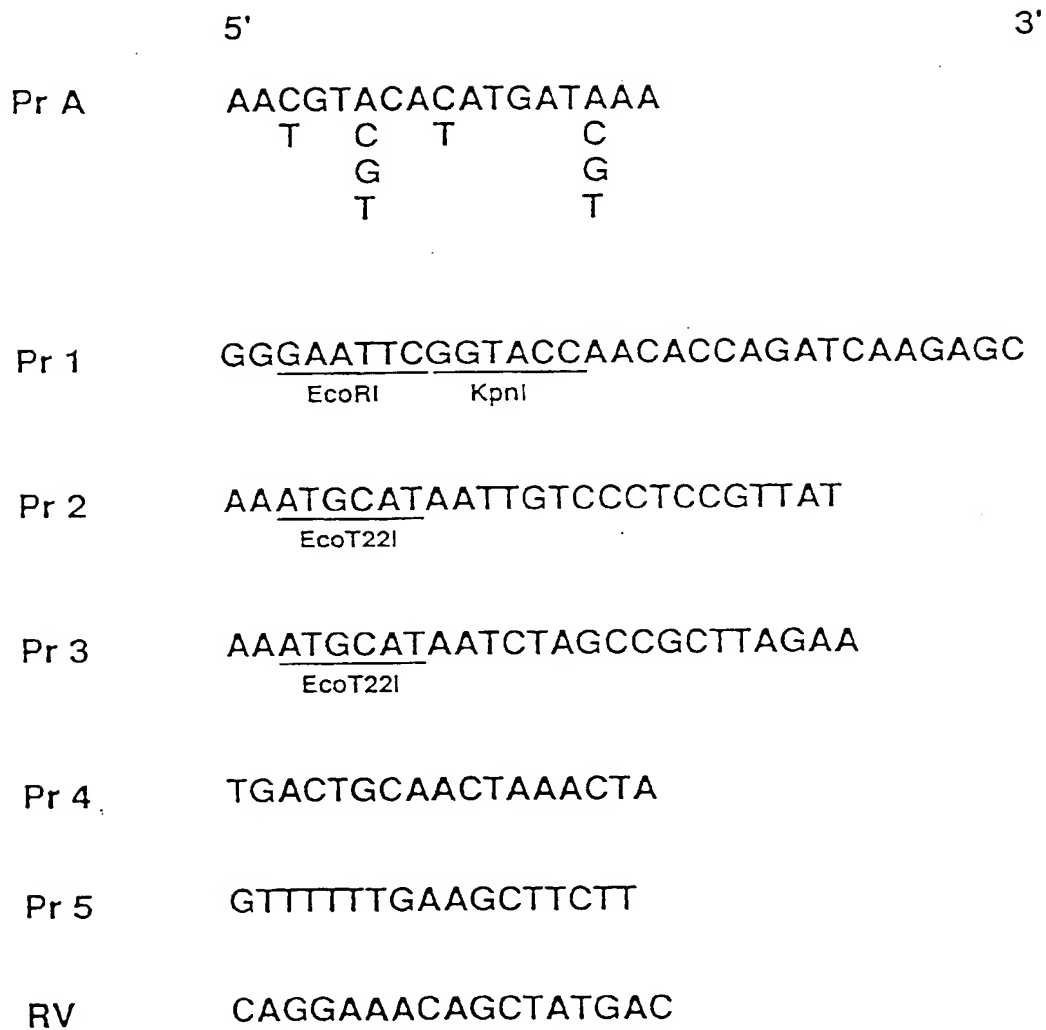 5' 3'
Pr A AACGTACACATGATAAA
T C T C
G G
T T
Pr 1 GGGAATTCGGTACCAACACCAGATCAAGAGC
EcoRI KpnI
Pr 2 AAATGCATAATTGTCCCTCCGTTAT
EcoT22I
Pr 3 AAATGCATAATCTAGCCGCTTAGAA
EcoT22I
Pr 4 TGACTGCAACTAAACTA
Pr 5 GTTTTTTGAAGCTTCTT
RV CAGGAAACAGCTATGAC